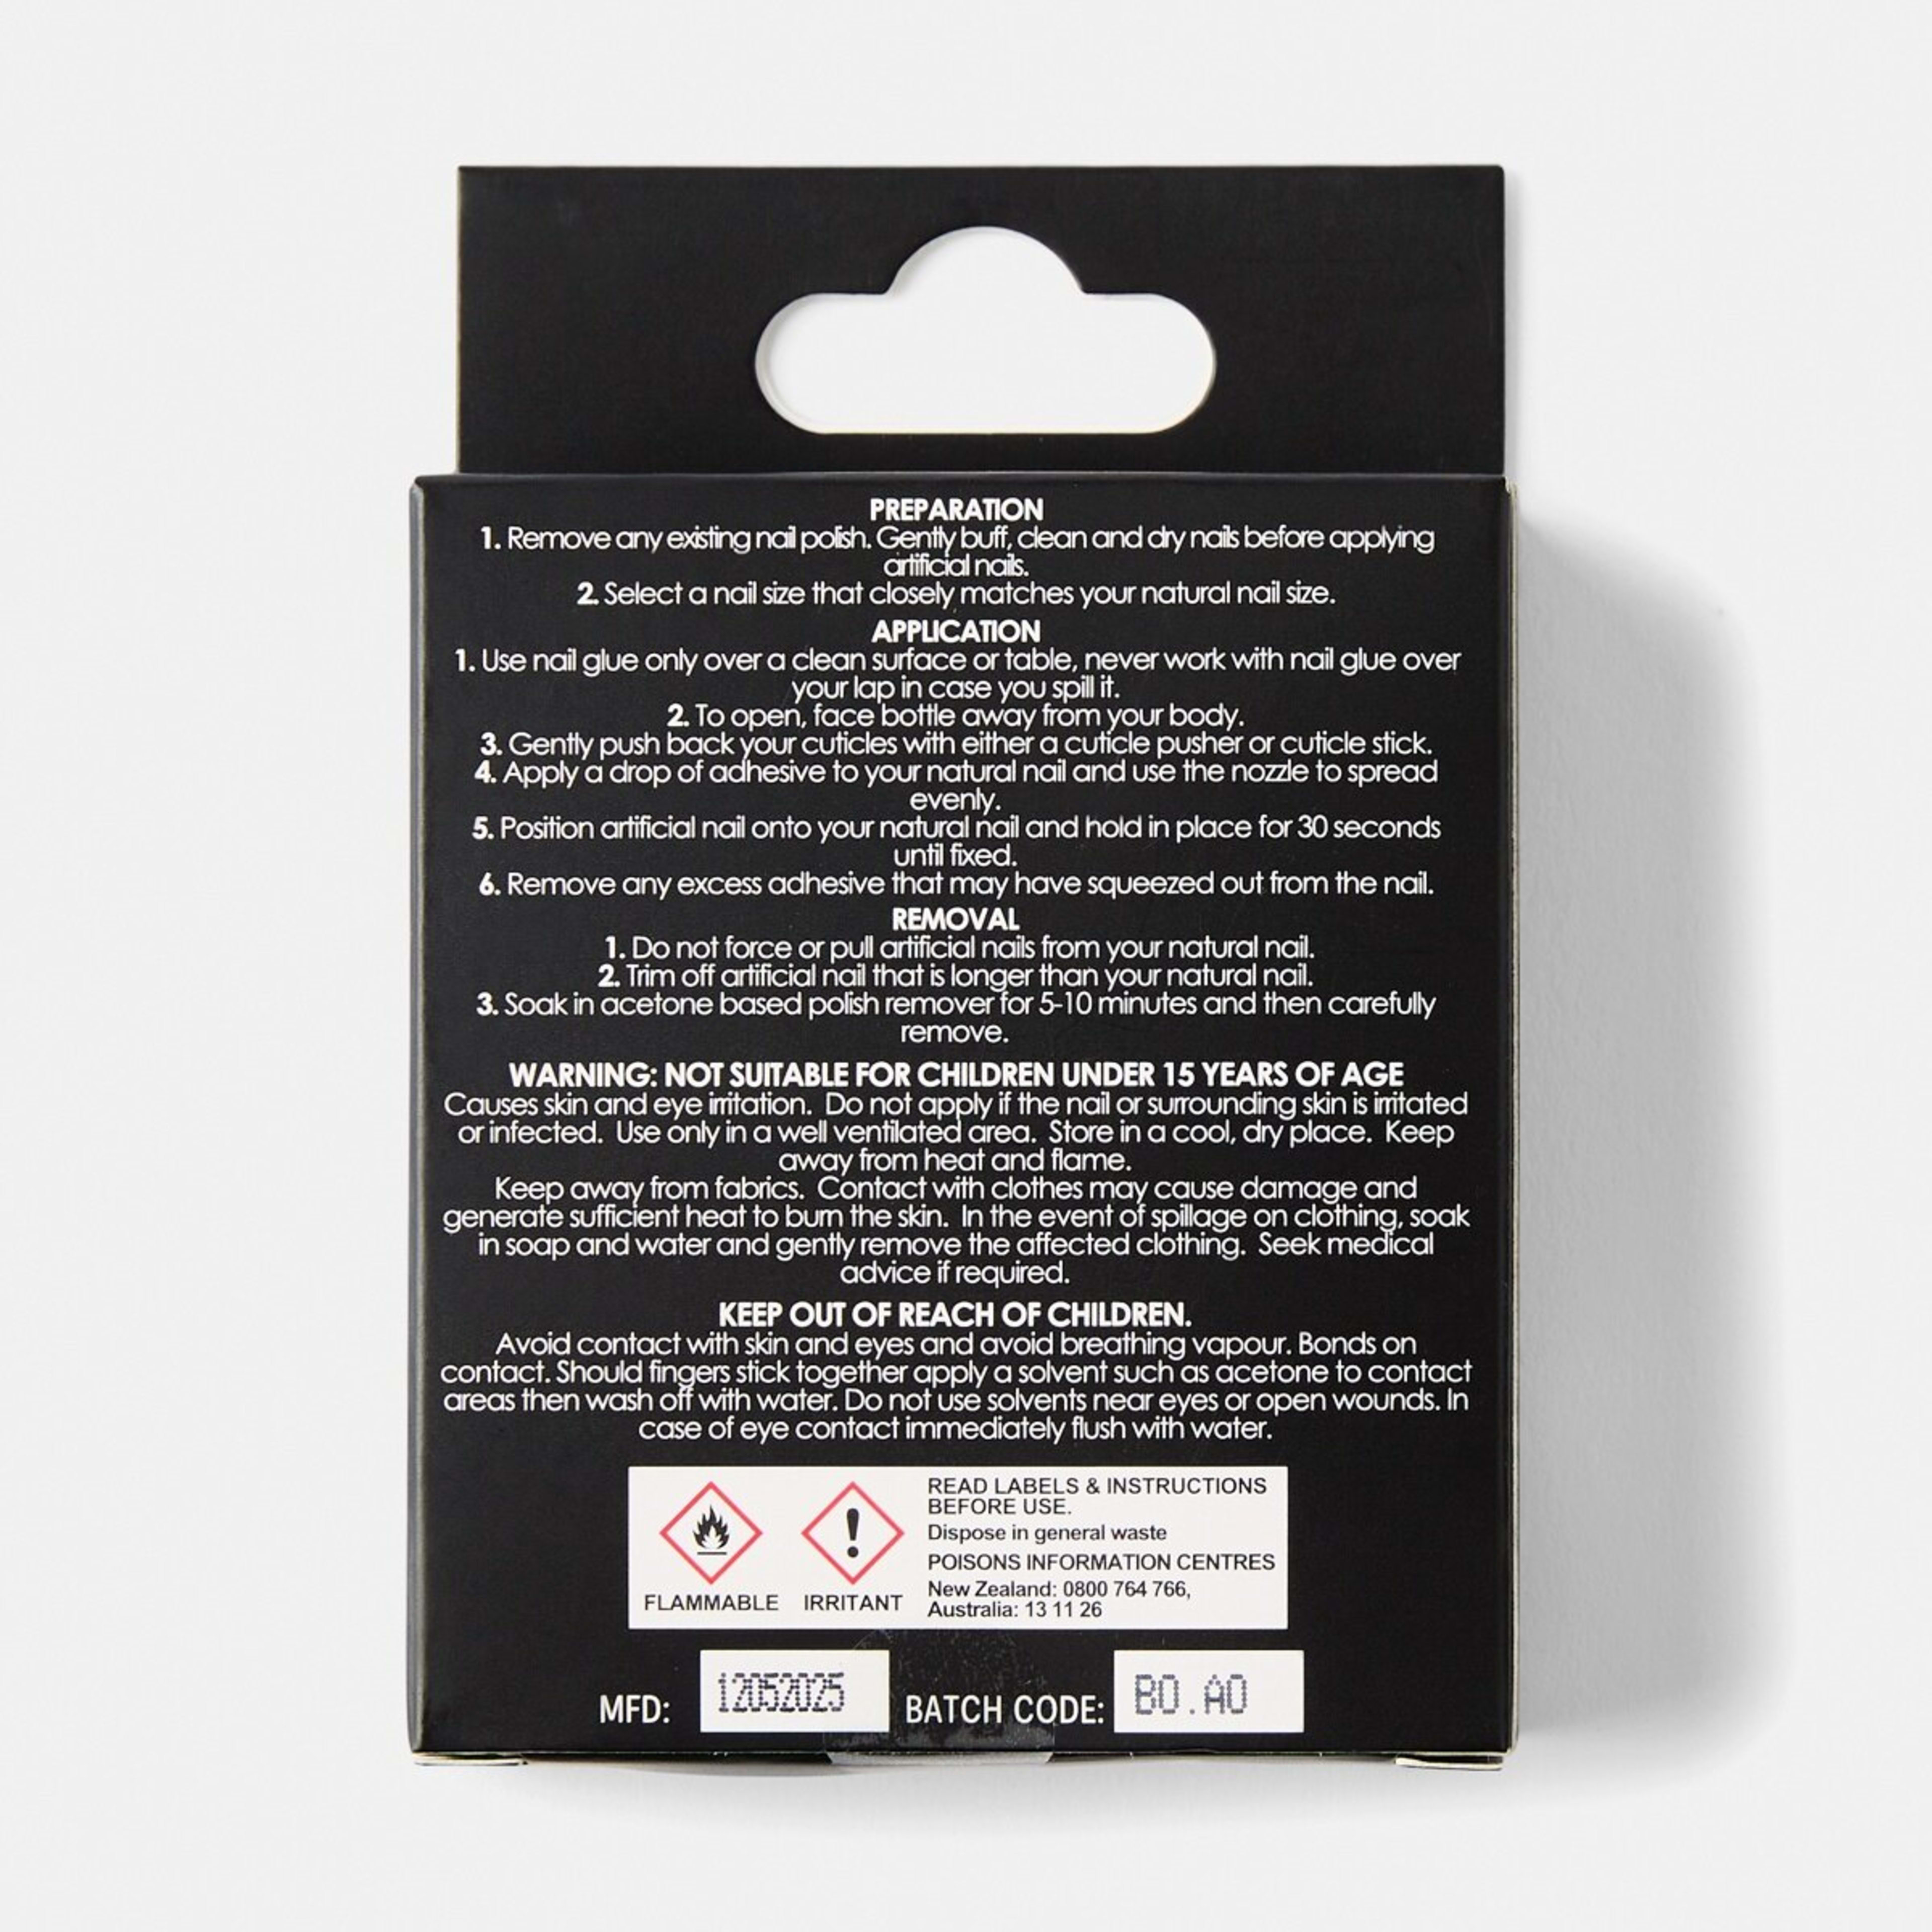 PREPARATION
1. Remove any existing nail polish. Gently buff, clean and dry nails before applying
artificial nails.
2. Select a nail size that closely matches your natural nail size.
APPLICATION
1. Use nail glue only over a clean surface or table, never work with nail glue over
your lap in case you spill it.
2. To open, face bottle away from your body.
3. Gently push back your cuticles with either a cuticle pusher or cuticle stick.
4. Apply a drop of adhesive to your natural nail and use the nozzle to spread
evenly.
5. Position artificial nail onto your natural nail and hold in place for 30 seconds
until fixed.
6. Remove any excess adhesive that may have squeezed out from the nail.
REMOVAL
1. Do not force or pull artificial nails from your natural nail.
2. Trim off artificial nail that is longer than your natural nail.
3. Soak in acetone based polish remover for 5-10 minutes and then carefully
remove.
WARNING: NOT SUITABLE FOR CHILDREN UNDER 15 YEARS OF AGE
Causes skin and eye irritation. Do not apply if the nail or surrounding skin is irritated
or infected. Use only in a well ventilated area. Store in a cool, dry place. Keep
away from heat and flame.
Keep away from fabrics. Contact with clothes may cause damage and
generate sufficient heat to burn the skin. In the event of spillage on clothing, soak
in soap and water and gently remove the affected clothing. Seek medical
advice if required.
KEEP OUT OF REACH OF CHILDREN.
Avoid contact with skin and eyes and avoid breathing vapour. Bonds on
contact. Should fingers stick together apply a solvent such as acetone to contact
areas then wash off with water. Do not use solvents near eyes or open wounds. In
case of eye contact immediately flush with water.
FLAMMABLE IRRITANT
READ LABELS & INSTRUCTIONS
BEFORE USE.
Dispose in general waste
POISONS INFORMATION CENTRES
New Zealand: 0800 764 766,
Australia: 13 11 26
MFD: 12052025 BATCH CODE: BO.AO